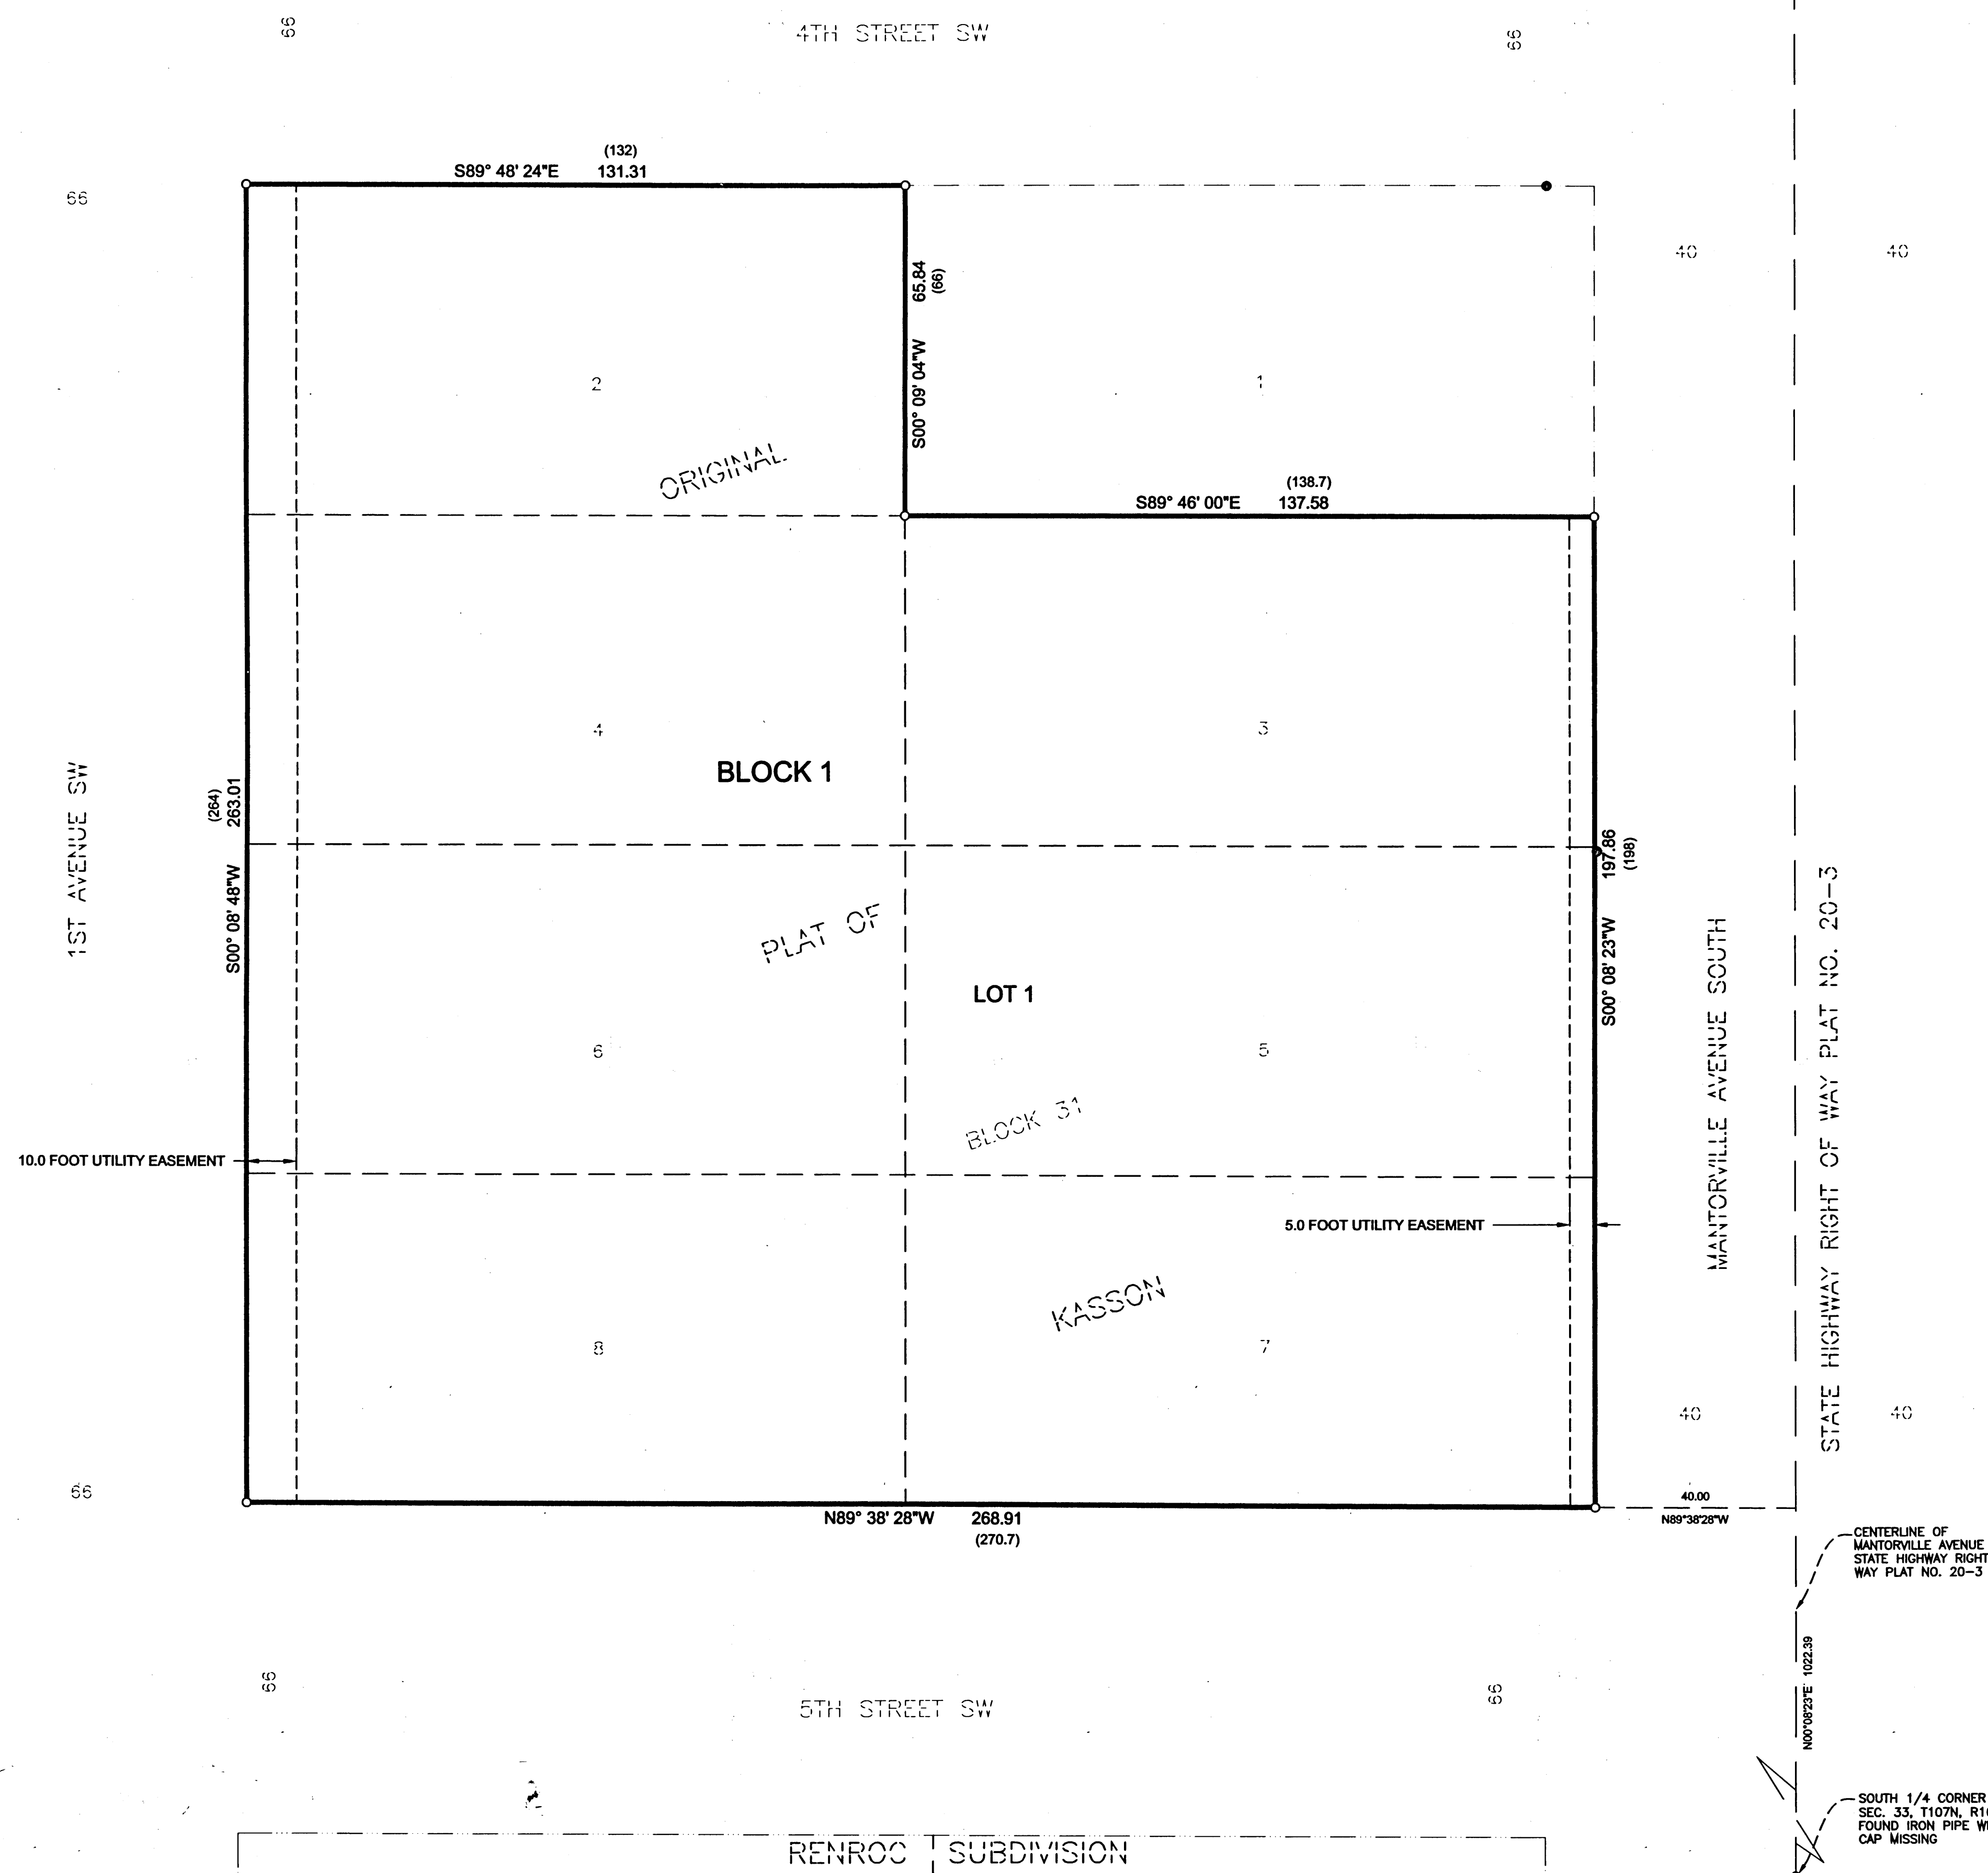 66
4TH STREET SW
66
(132)
S89° 48' 24"E 131.31
66
40
40
65.84
(66)
S00° 09' 04"W
2
1
ORIGINAL
(138.7)
S89° 46' 00"E 137.58
4
3
BLOCK 1
1ST AVENUE SW
(264)
263.01
S00° 08' 48"W
197.86
(198)
S00° 08' 23"W
PLAT OF
LOT 1
MANTORVILLE AVENUE SOUTH
STATE HIGHWAY RIGHT OF WAY PLAT NO. 20-3
6
5
BLOCK 31
10.0 FOOT UTILITY EASEMENT
5.0 FOOT UTILITY EASEMENT
KASSON
8
7
40
40
66
40.00
N89°38'28"W
N89° 38' 28"W 268.91
(270.7)
CENTERLINE OF
MANTORVILLE AVENUE
STATE HIGHWAY RIGHT
WAY PLAT NO. 20-3
66
66
5TH STREET SW
N00°08'23"E 1022.39
SOUTH 1/4 CORNER
SEC. 33, T107N,
FOUND IRON PIPE
CAP MISSING
RENROC SUBDIVISION